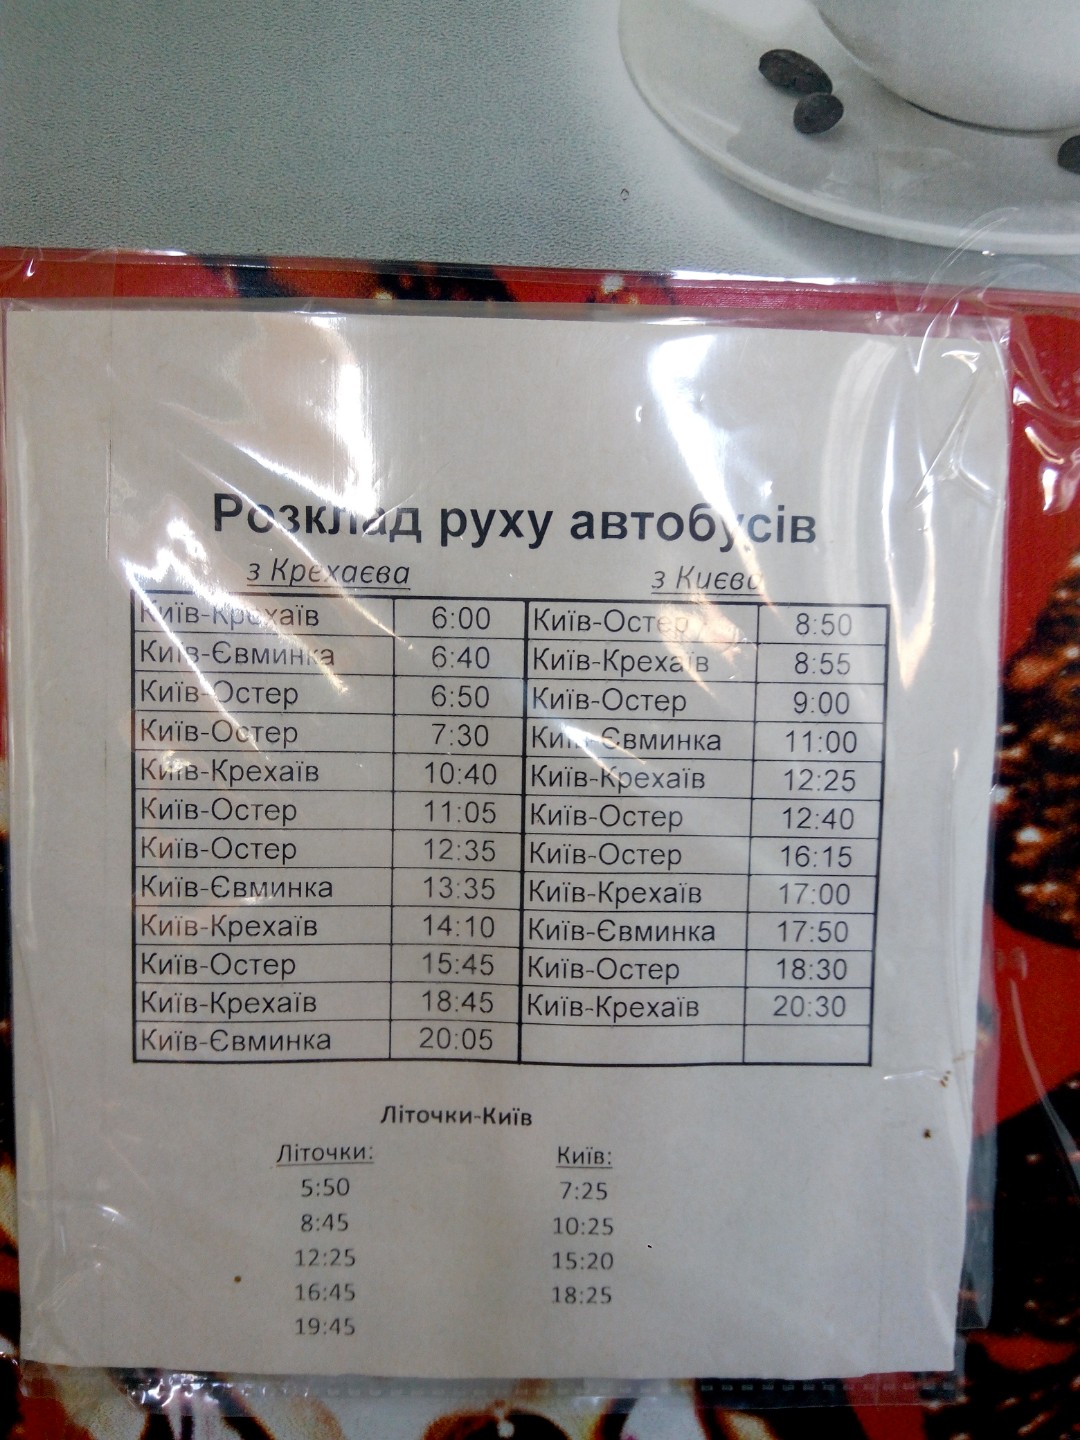 Розклад руху автобусів
з Крехаєва з Києва
Київ-Крехаїв 6:00 Київ-Остер 8:50
Київ-Євминка 6:40 Київ-Крехаїв 8:55
Київ-Остер 6:50 Київ-Остер 9:00
Київ-Остер 7:30 Київ-Євминка 11:00
Київ-Крехаїв 10:40 Київ-Крехаїв 12:25
Київ-Остер 11:05 Київ-Остер 12:40
Київ-Остер 12:35 Київ-Остер 16:15
Київ-Євминка 13:35 Київ-Крехаїв 17:00
Київ-Крехаїв 14:10 Київ-Євминка 17:50
Київ-Остер 15:45 Київ-Остер 18:30
Київ-Крехаїв 18:45 Київ-Крехаїв 20:30
Київ-Євминка 20:05
Літочки-Київ
Літочки: Київ:
5:50 7:25
8:45 10:25
12:25 15:20
16:45 18:25
19:45